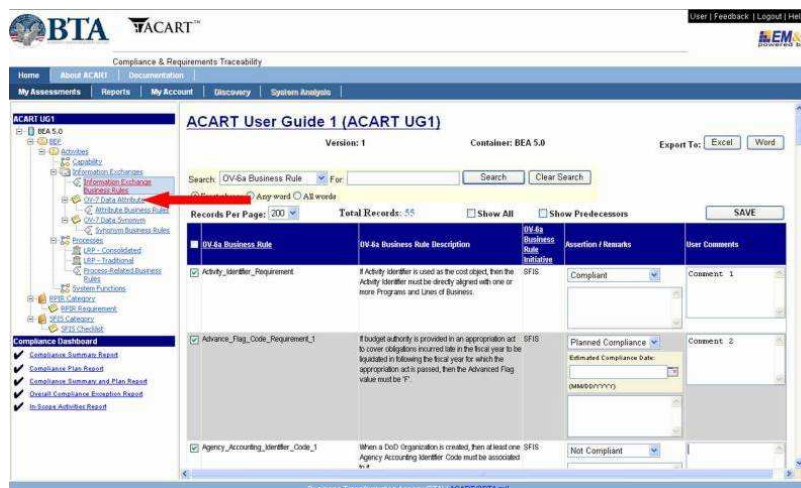 User | Feedback | Logout | Hel
BTA
ACART™
EM
powered b
Compliance & Requirements Traceability
Home
About ACART
Documentation
My Assessments
Reports
My Account
Discovery
System Analysis
ACART UG1
BEA 5.0
BEP
Activities
Capability
Information Exchanges
Information Exchange
Business Rules
OV-7 Data Attribute
Attribute Business Rules
OV-7 Data Synonym
Synonym Business Rules
Processes
LRP - Consolidated
LRP - Traditional
Process-Related Business
Rules
System Functions
RFIR Category
RFIR Requirement
SFIS Category
SFIS Checklist
Compliance Dashboard
Compliance Summary Report
Compliance Plan Report
Compliance Summary and Plan Report
Overall Compliance Exception Report
In-Scope Activities Report
ACART User Guide 1 (ACART UG1)
Version: 1
Container: BEA 5.0
Export To: Excel Word
Search: OV-6a Business Rule For: Search Clear Search
Any word All words
Records Per Page: 200 Total Records: 55 Show All Show Predecessors SAVE
OV-6a Business Rule
OV-6a Business Rule Description
OV-6a
Business
Rule
Initiative
Assertion / Remarks
User Comments
Activity_Identifier_Requirement
If Activity Identifier is used as the cost object, then the
Activity Identifier must be directly aligned with one or
more Programs and Lines of Business.
SFIS
Compliant
Comment 1
Advance_Flag_Code_Requirement_1
If budget authority is provided in an appropriation act
to cover obligations incurred late in the fiscal year to be
liquidated in following the fiscal year for which the
appropriation act is passed, then the Advanced Flag
value must be 'F'.
SFIS
Planned Compliance
Estimated Compliance Date:
(MM/DD/YYYY)
Comment 2
Agency_Accounting_Identifier_Code_1
When a DoD Organization is created, then at least one
Agency Accounting Identifier Code must be associated
SFIS
Not Compliant